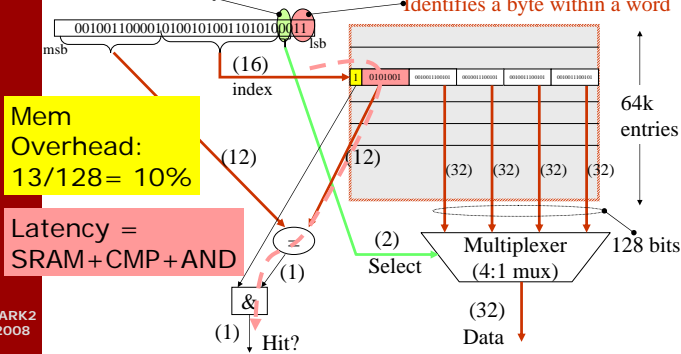 Identifies a byte within a word
msb
lsb
(16)
index
1 0101001
64k
entries
Mem
Overhead:
13/128= 10%
(12)
(12)
(32) (32) (32) (32)
Latency =
SRAM+CMP+AND
=
(2)
Select
Multiplexer
(4:1 mux)
128 bits
(1)
&
(1)
Hit?
(32)
Data
ARK2
2008